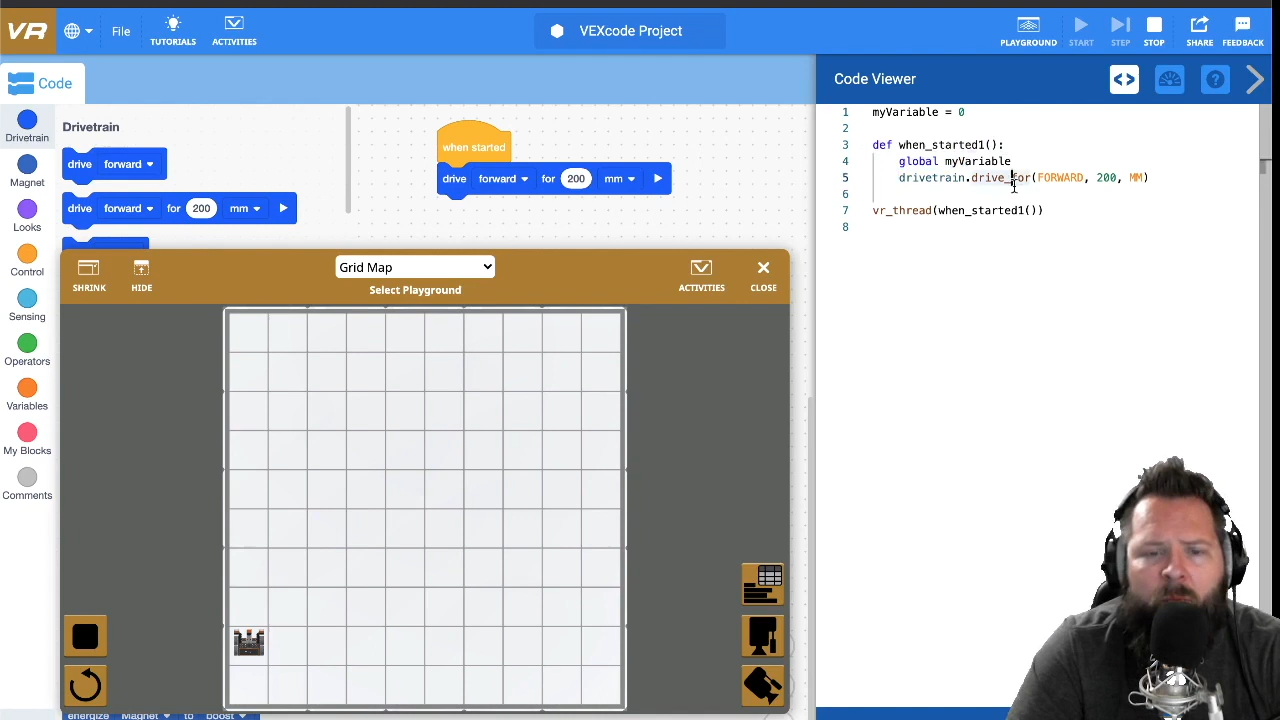 VR
File
TUTORIALS
ACTIVITIES
VEXcode Project
PLAYGROUND
START
STEP
STOP
SHARE
FEEDBACK
Code
Code Viewer
Drivetrain
Magnet
Looks
Control
Sensing
Operators
Variables
My Blocks
Comments
Drivetrain
drive forward
drive forward for 200 mm
when started
drive forward for 200 mm
1 myVariable = 0
2
3 def when_started1():
4 global myVariable
5 drivetrain.drive_for(FORWARD, 200, MM)
6
7 vr_thread(when_started1())
8
SHRINK
HIDE
Grid Map
Select Playground
ACTIVITIES
CLOSE
energize Magnet to boost